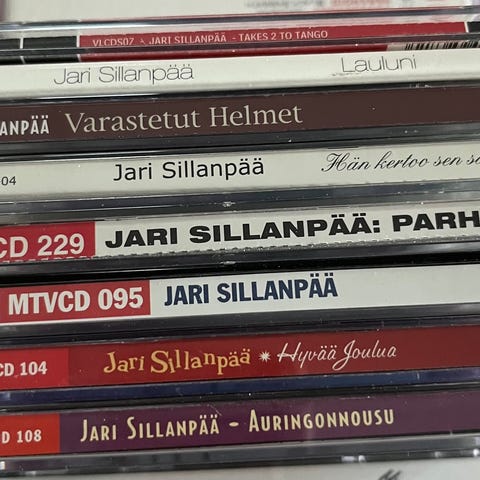 VLCDS07 ★ JARI SILLANPÄÄ - TAKES 2 TO TANGO
Jari Sillanpää Lauluni
ANPÄÄ Varastetut Helmet
-04 Jari Sillanpää Hän kertoo sen sa
CD 229 JARI SILLANPÄÄ: PARH
MTVCD 095 JARI SILLANPÄÄ
CD 104 Jari Sillanpää ✷ Hyvää Joulua
D 108 JARI SILLANPÄÄ - AURINGONNOUSU